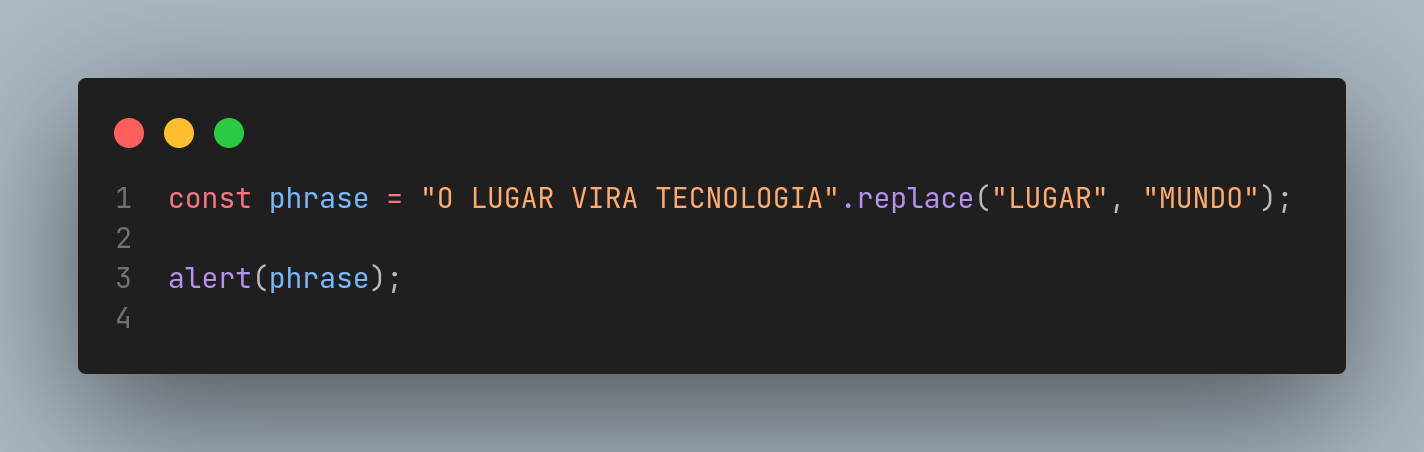 1 const phrase = "O LUGAR VIRA TECNOLOGIA".replace("LUGAR", "MUNDO");
2
3 alert(phrase);
4